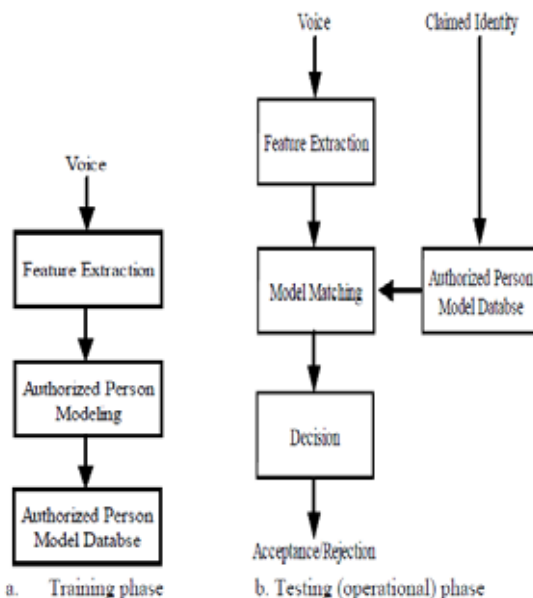 Voice
Feature Extraction
Authorized Person
Modeling
Authorized Person
Model Databse
a. Training phase
Voice
Claimed Identity
Feature Extraction
Model Matching
Authorized Person
Model Databse
Decision
Acceptance/Rejection
b. Testing (operational) phase